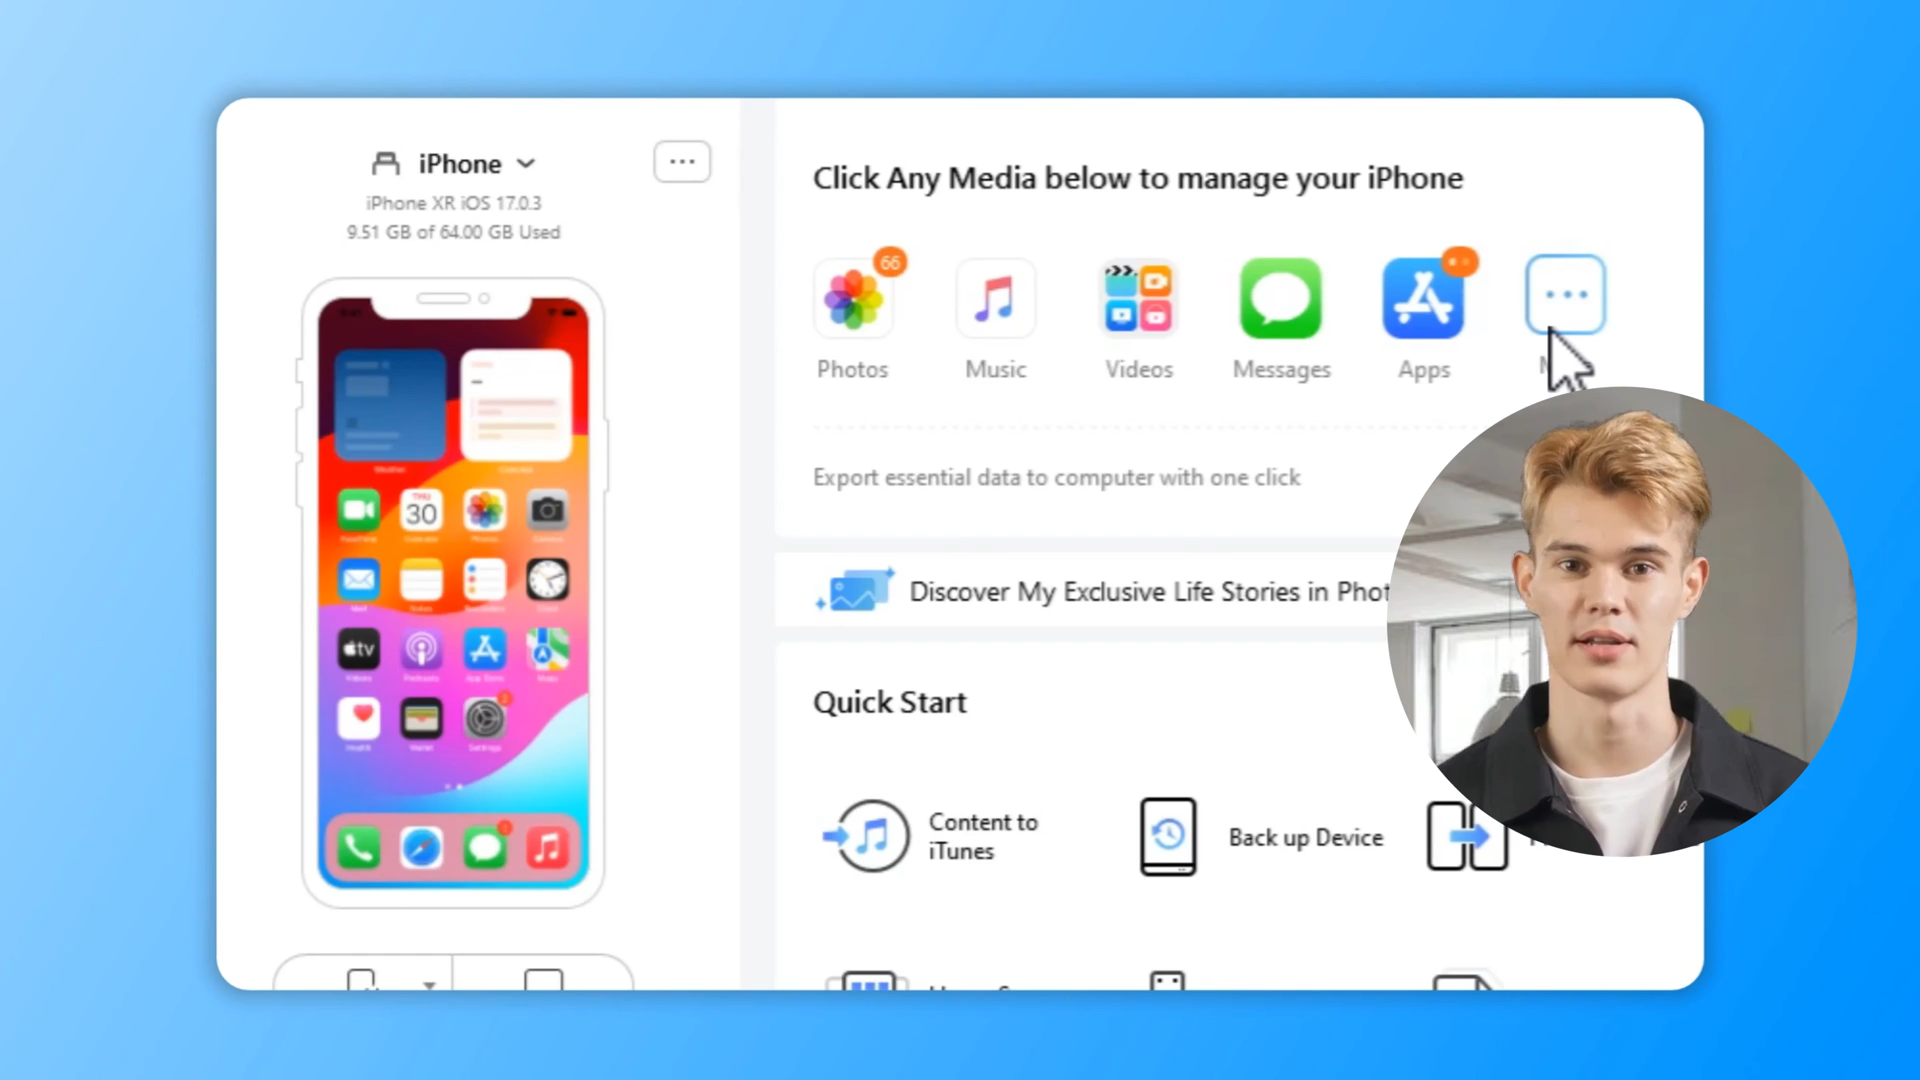 iPhone
iPhone XR iOS 17.0.3
9.51 GB of 64.00 GB Used
Click Any Media below to manage your iPhone
66
Photos
Music
Videos
Messages
Apps
Export essential data to computer with one click
Discover My Exclusive Life Stories in Phot
THU
30
tv
Quick Start
Content to
iTunes
Back up Device